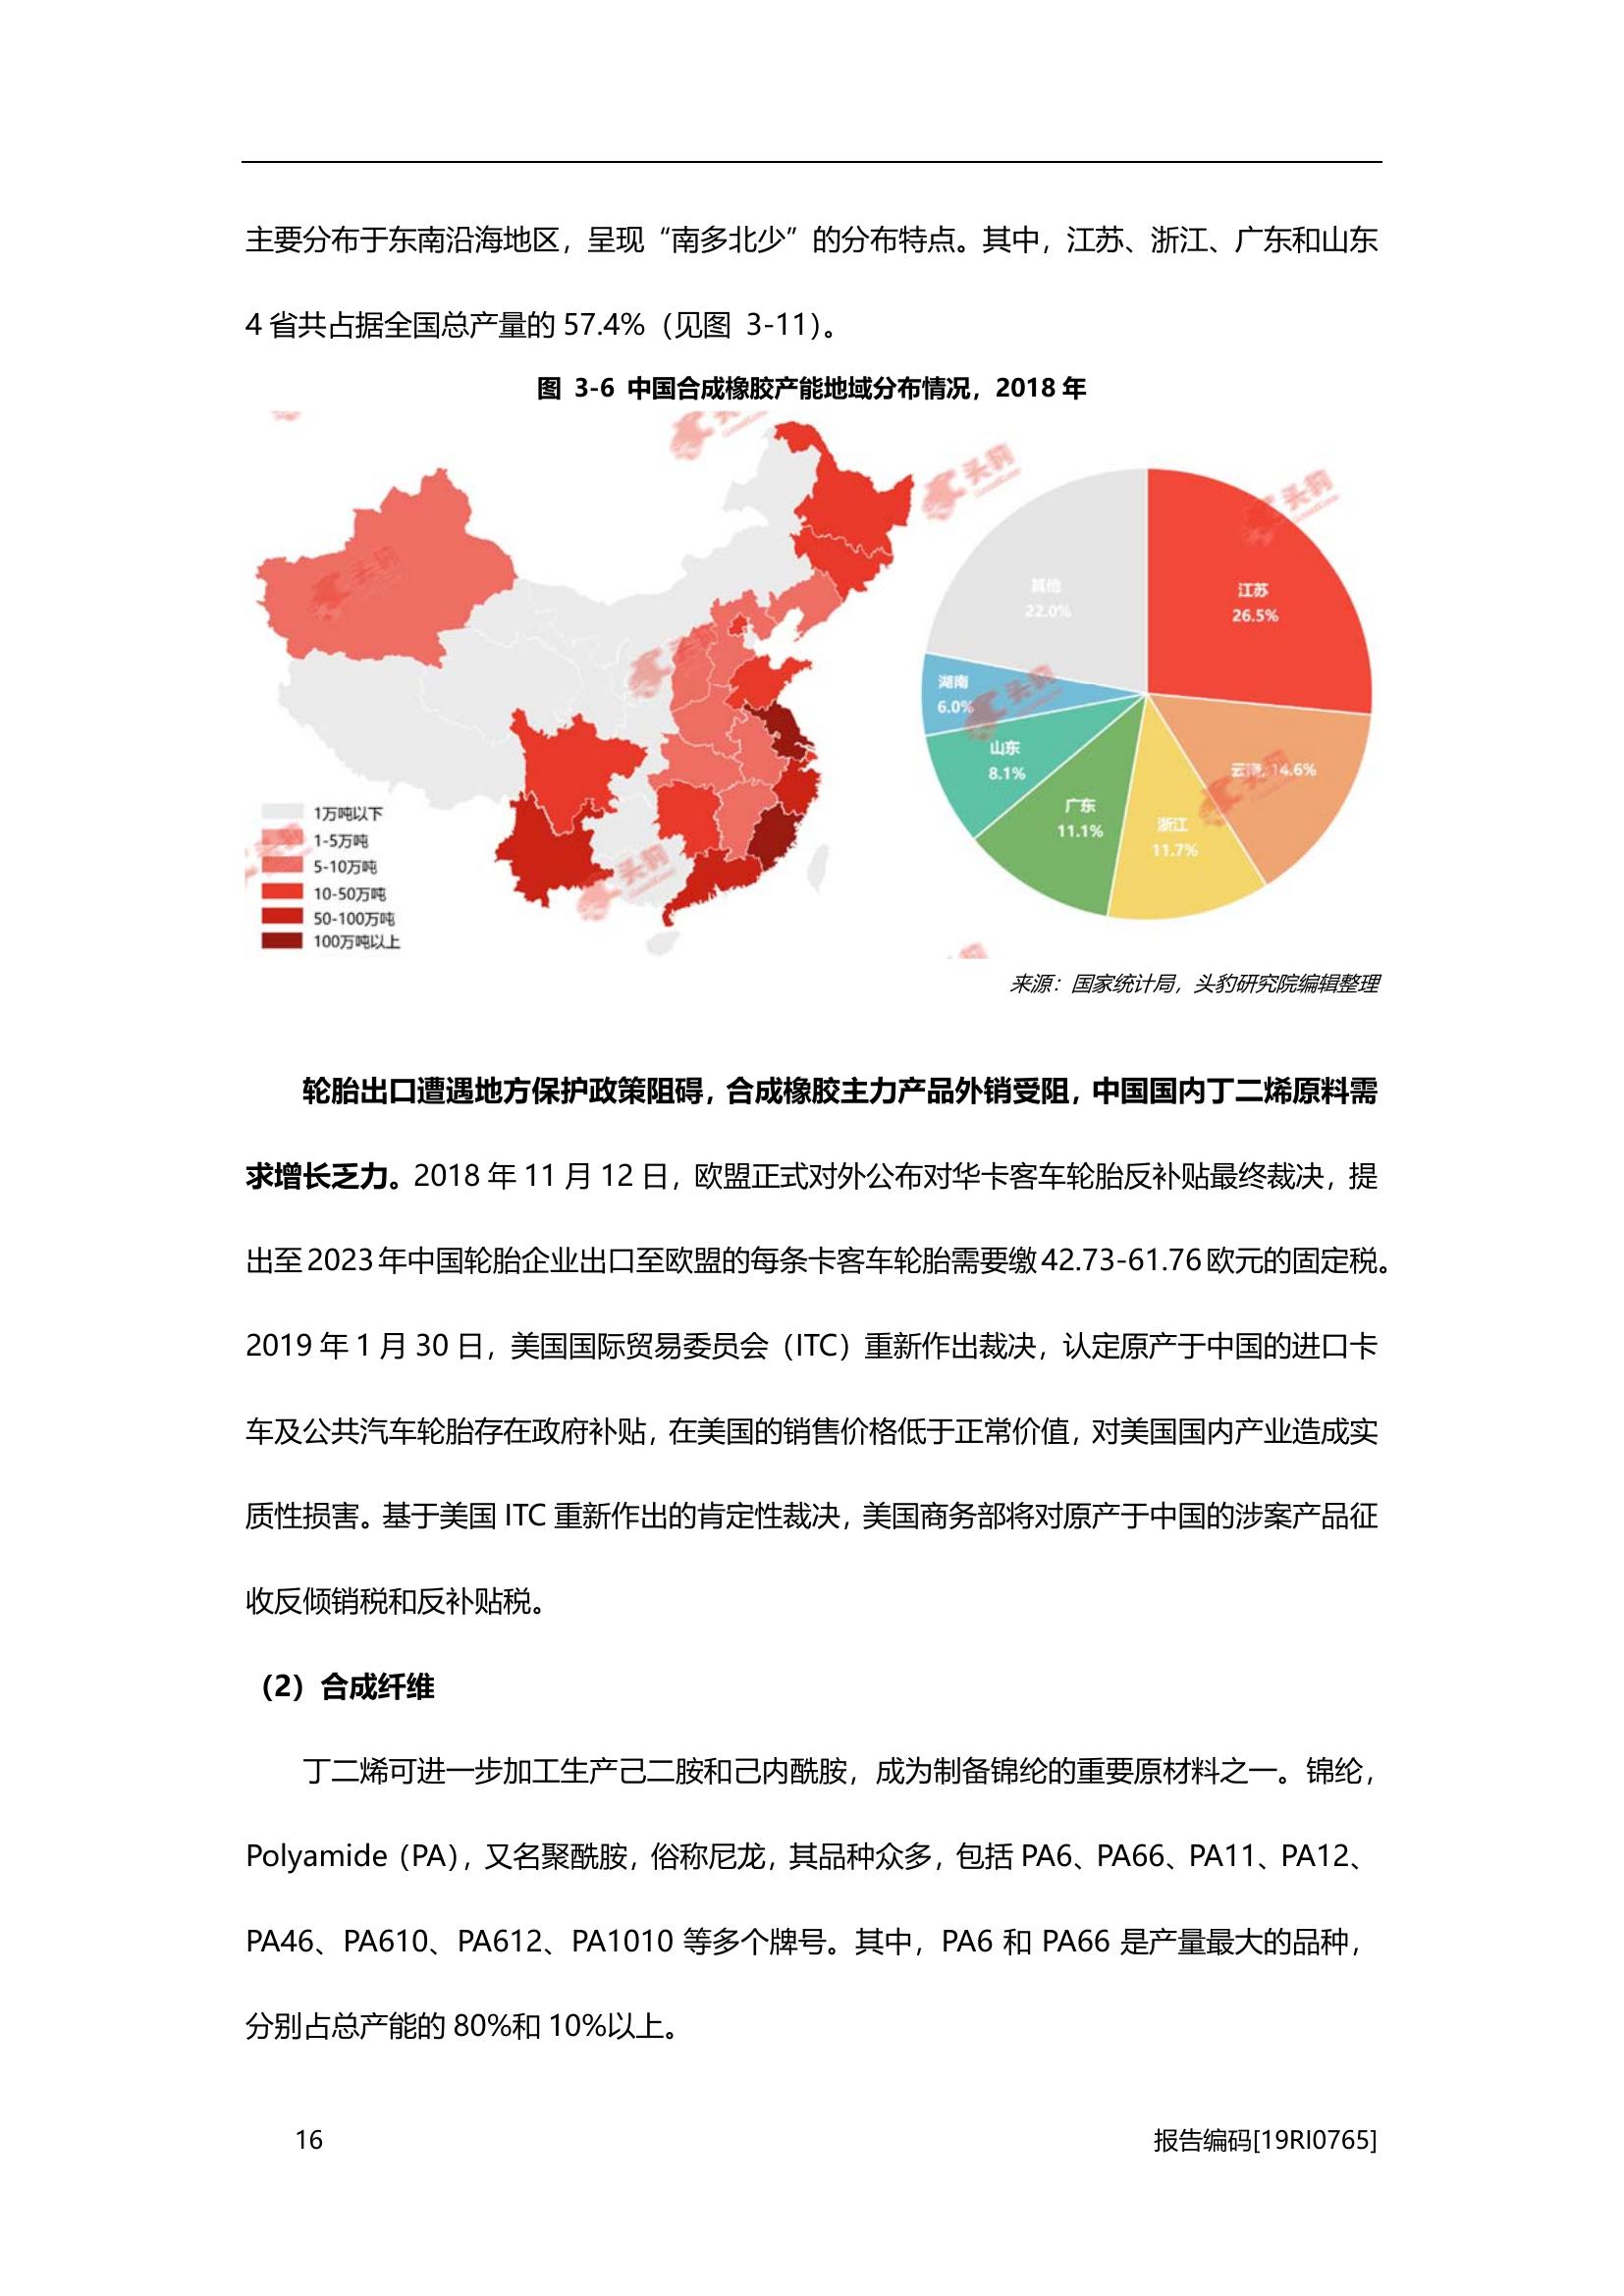 主要分布于东南沿海地区，呈现“南多北少”的分布特点。其中，江苏、浙江、广东和山东
4 省共占据全国总产量的 57.4%（见图 3-11）。
图 3-6 中国合成橡胶产能地域分布情况，2018 年
头豹
头豹
头豹
头豹
头豹
头豹
1万吨以下
1-5万吨
5-10万吨
10-50万吨
50-100万吨
100万吨以上
其他
22.0%
江苏
26.5%
湖南
6.0%
山东
8.1%
广东
11.1%
浙江
11.7%
14.6%
来源：国家统计局，头豹研究院编辑整理
轮胎出口遭遇地方保护政策阻碍，合成橡胶主力产品外销受阻，中国国内丁二烯原料需
求增长乏力。2018 年 11 月 12 日，欧盟正式对外公布对华卡客车轮胎反补贴最终裁决，提
出至 2023 年中国轮胎企业出口至欧盟的每条卡客车轮胎需要缴 42.73-61.76 欧元的固定税。
2019 年 1 月 30 日，美国国际贸易委员会（ITC）重新作出裁决，认定原产于中国的进口卡
车及公共汽车轮胎存在政府补贴，在美国的销售价格低于正常价值，对美国国内产业造成实
质性损害。基于美国 ITC 重新作出的肯定性裁决，美国商务部将对原产于中国的涉案产品征
收反倾销税和反补贴税。
（2）合成纤维
丁二烯可进一步加工生产己二胺和己内酰胺，成为制备锦纶的重要原材料之一。锦纶，
Polyamide（PA），又名聚酰胺，俗称尼龙，其品种众多，包括 PA6、PA66、PA11、PA12、
PA46、PA610、PA612、PA1010 等多个牌号。其中，PA6 和 PA66 是产量最大的品种，
分别占总产能的 80%和 10%以上。
16
报告编码[19RI0765]